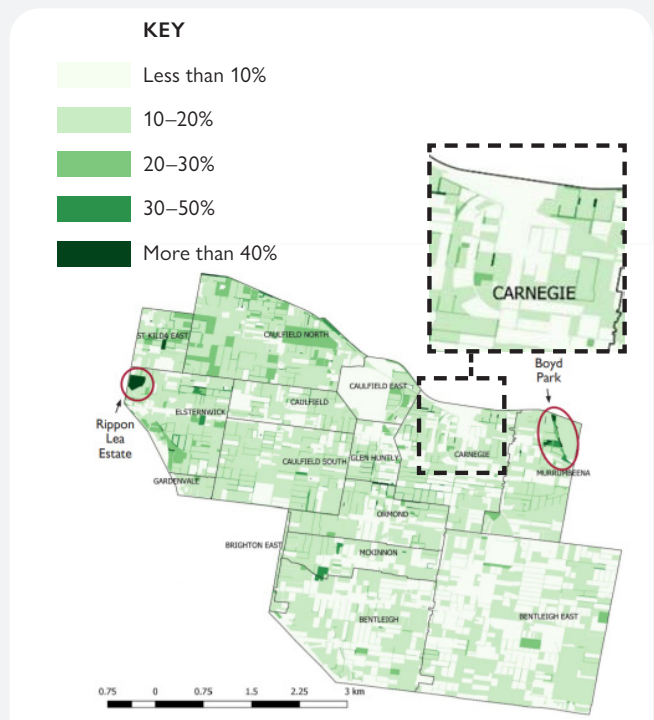 KEY
Less than 10%
10–20%
20–30%
30–50%
More than 40%
CARNEGIE
Boyd
Park
ST KILDA EAST
CAULFIELD NORTH
CAULFIELD EAST
Rippon
Lea
Estate
ELSTERNWICK
CAULFIELD
CARNEGIE
CAULFIELD SOUTH
GLEN HUNTLY
MURRUMBEENA
GARDENVALE
ORMOND
BRIGHTON EAST
MCKINNON
BENTLEIGH
BENTLEIGH EAST
0.75 0 0.75 1.5 2.25 3 km